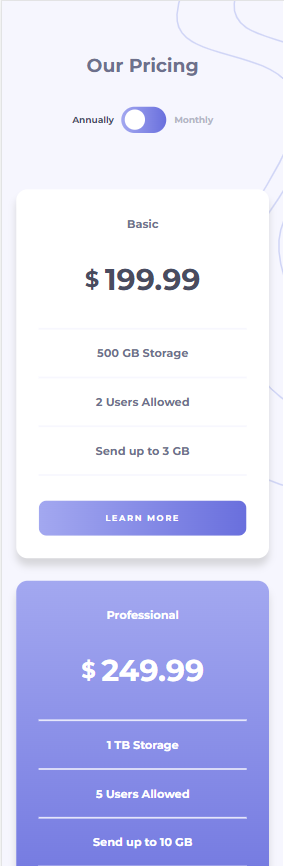 Our Pricing
Annually Monthly
Basic
$ 199.99
500 GB Storage
2 Users Allowed
Send up to 3 GB
LEARN MORE
Professional
$ 249.99
1 TB Storage
5 Users Allowed
Send up to 10 GB